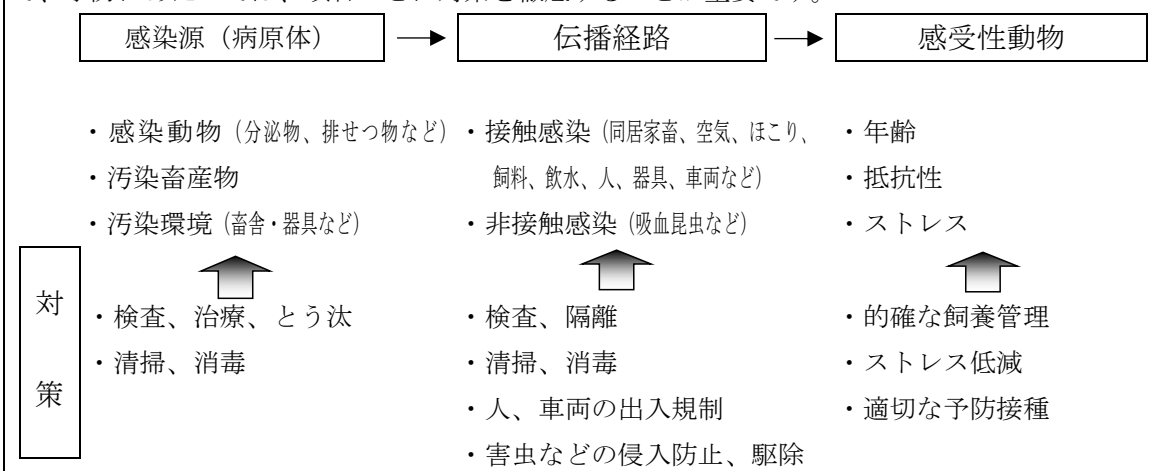 感染源（病原体）
伝播経路
感受性動物
・感染動物（分泌物、排せつ物など）
・汚染畜産物
・汚染環境（畜舎・器具など）
・接触感染（同居家畜、空気、ほこり、
飼料、飲水、人、器具、車両など）
・非接触感染（吸血昆虫など）
・年齢
・抵抗性
・ストレス
対策
・検査、治療、とう汰
・清掃、消毒
・検査、隔離
・清掃、消毒
・人、車両の出入規制
・害虫などの侵入防止、駆除
・的確な飼養管理
・ストレス低減
・適切な予防接種